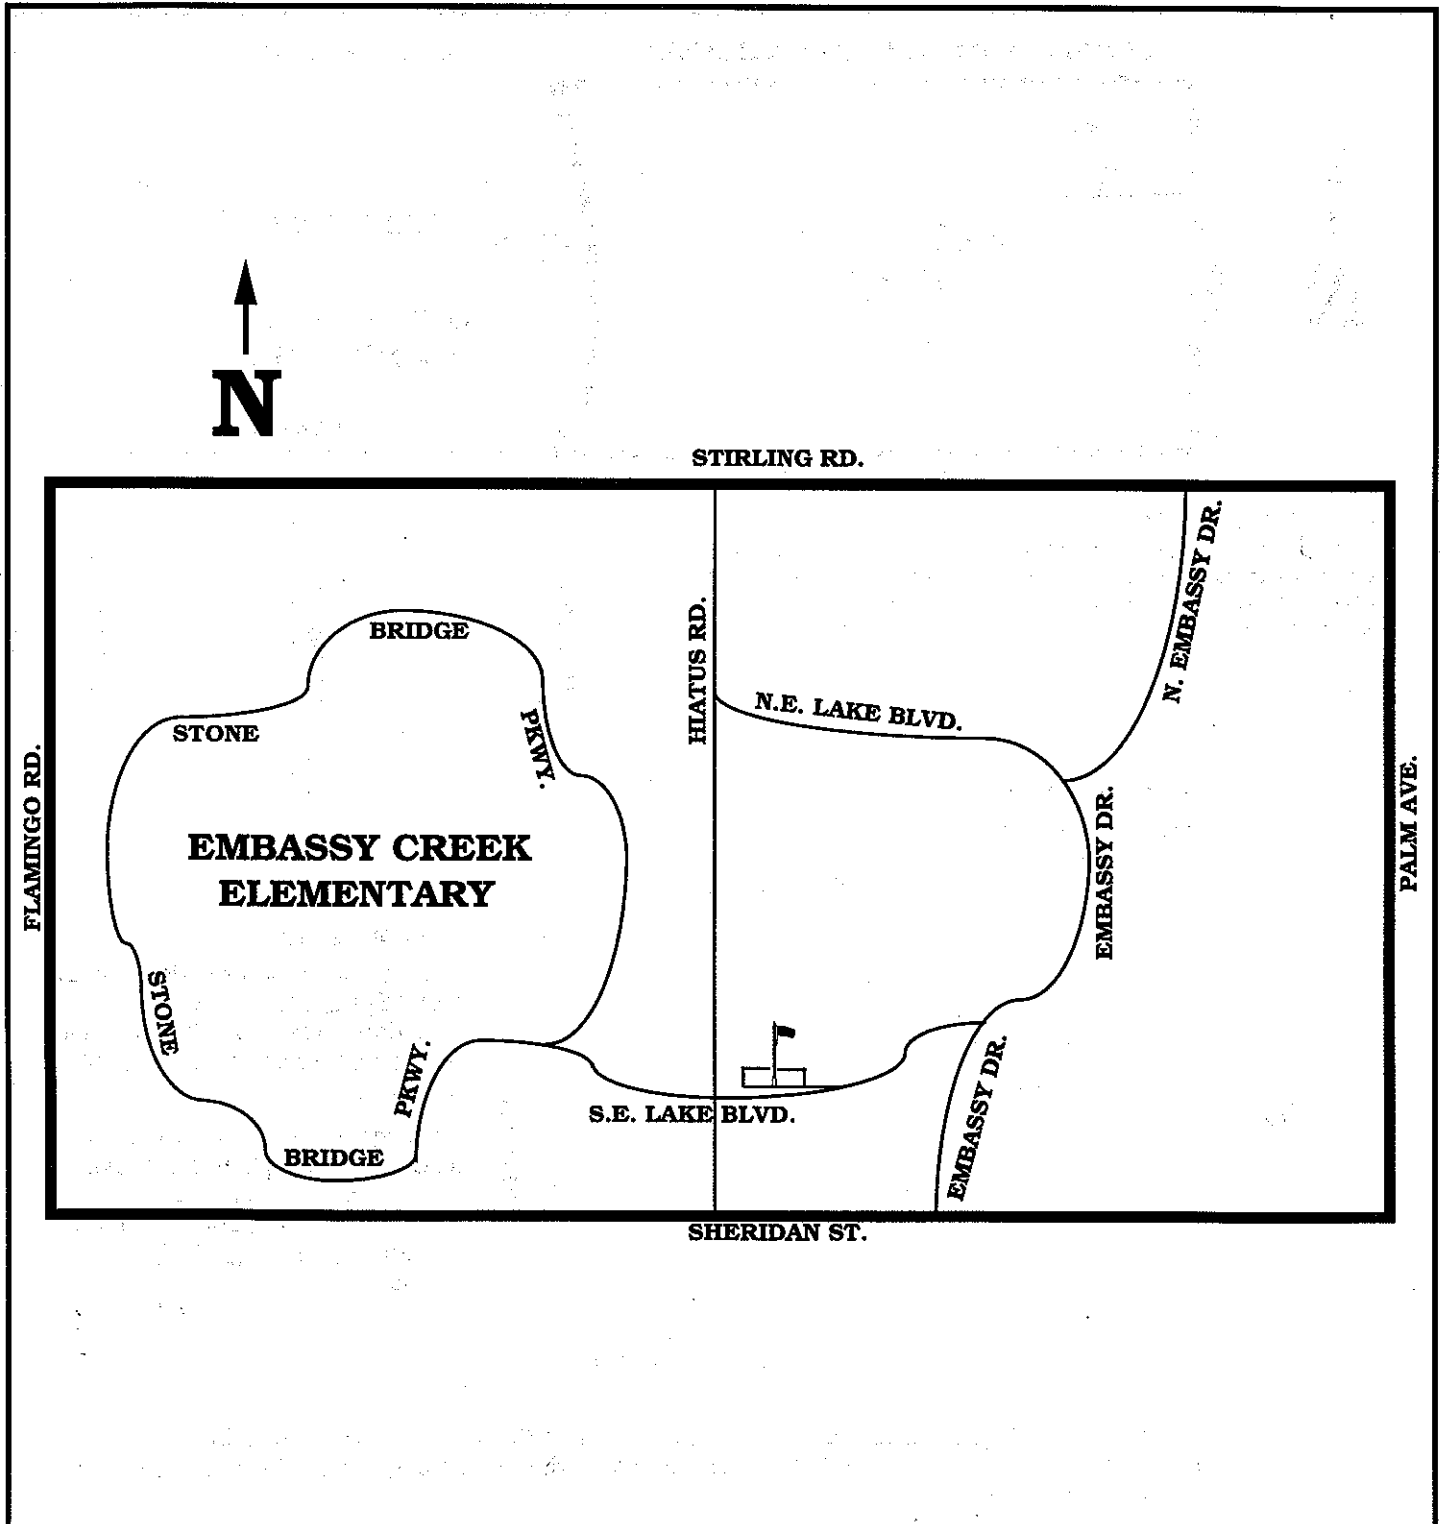 N
STIRLING RD.
N. EMBASSY DR.
BRIDGE
HIATUS RD.
N.E. LAKE BLVD.
STONE
PKWY.
FLAMINGO RD.
PALM AVE.
EMBASSY DR.
EMBASSY CREEK
ELEMENTARY
STONE
PKWY.
EMBASSY DR.
S.E. LAKE BLVD.
BRIDGE
SHERIDAN ST.